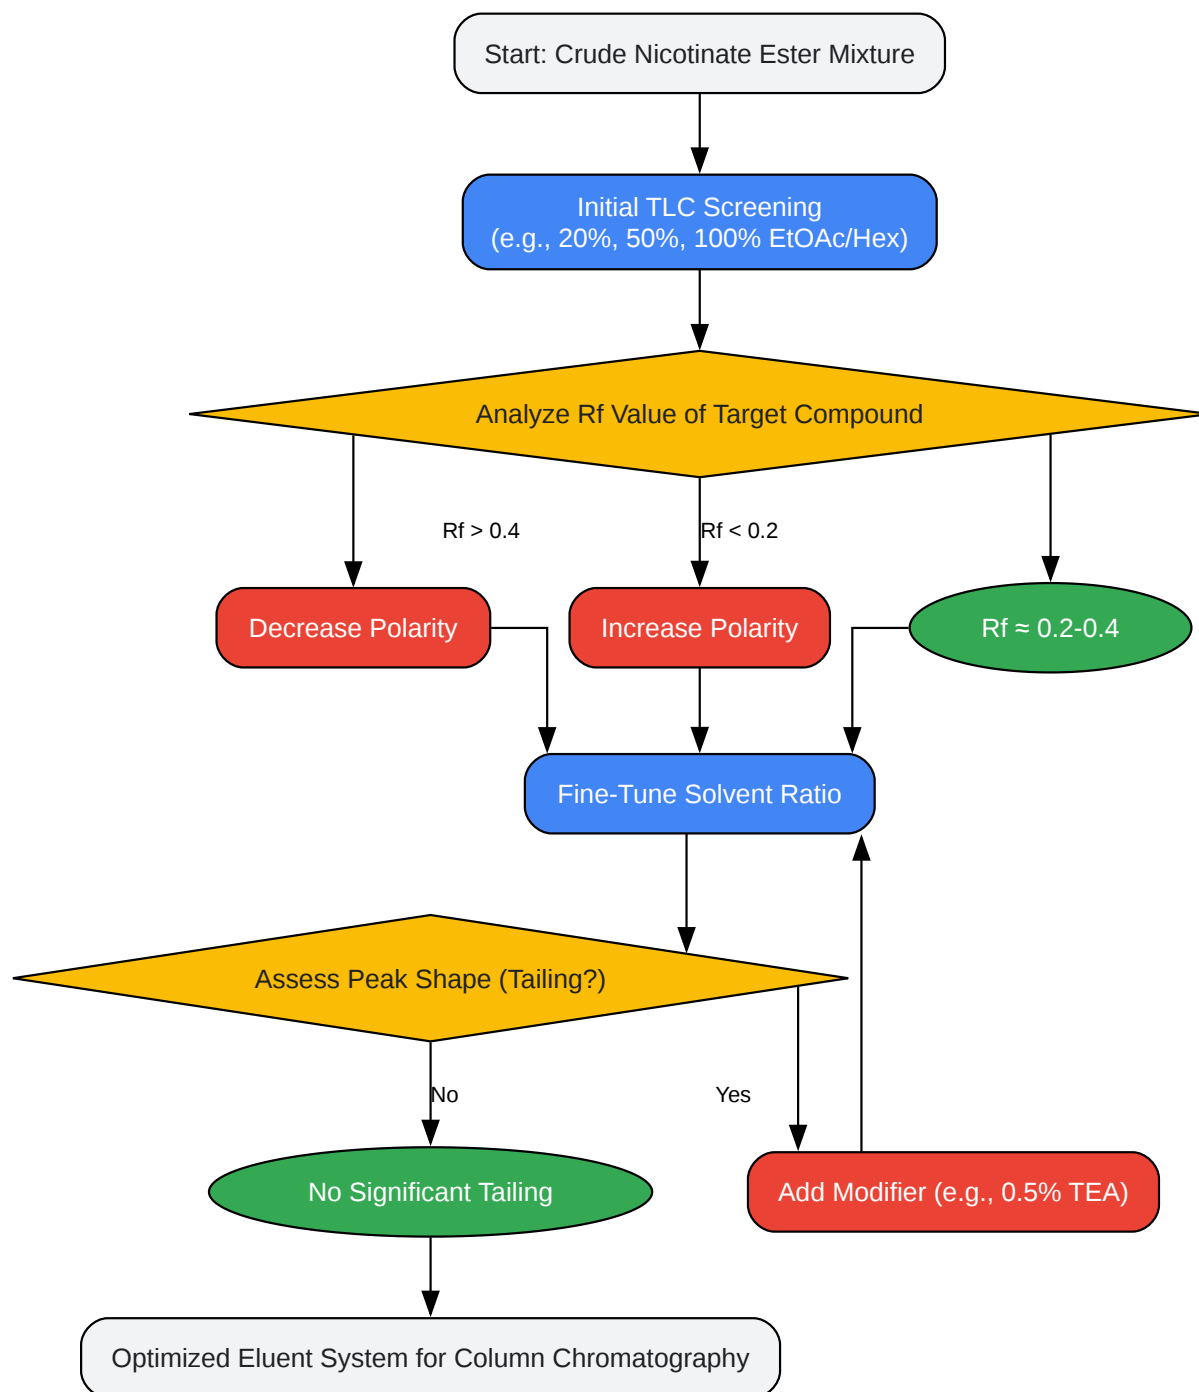 Start: Crude Nicotinate Ester Mixture
Initial TLC Screening
(e.g., 20%, 50%, 100% EtOAc/Hex)
Analyze Rf Value of Target Compound
Rf > 0.4
Rf < 0.2
Decrease Polarity
Increase Polarity
Rf ≈ 0.2-0.4
Fine-Tune Solvent Ratio
Assess Peak Shape (Tailing?)
No
Yes
No Significant Tailing
Add Modifier (e.g., 0.5% TEA)
Optimized Eluent System for Column Chromatography